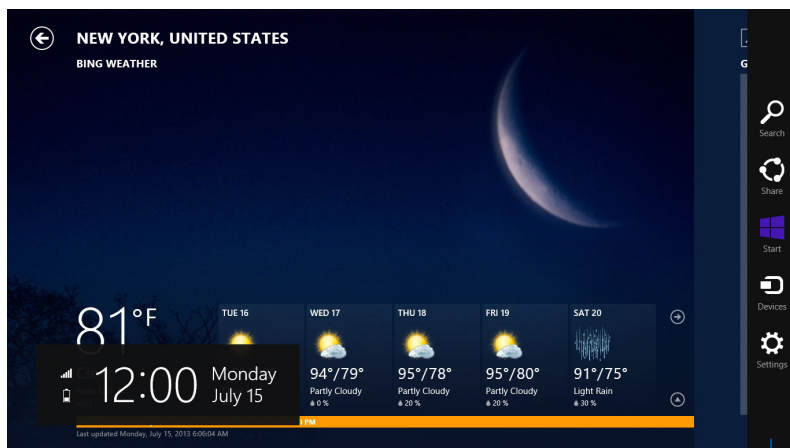 NEW YORK, UNITED STATES
BING WEATHER
G
Search
Share
Start
Devices
Settings
81°F
TUE 16
WED 17
94°/79°
Partly Cloudy
0 %
THU 18
95°/78°
Partly Cloudy
20 %
FRI 19
95°/80°
Partly Cloudy
20 %
SAT 20
91°/75°
Light Rain
30 %
12:00
Monday
July 15
PM
Last updated Monday, July 15, 2013 6:06:04 AM